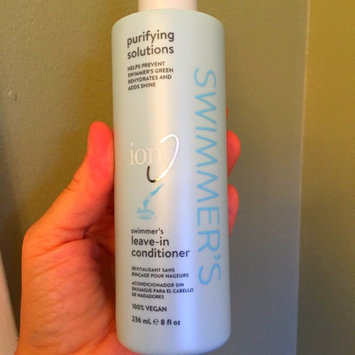 purifying
solutions
HELPS PREVENT
SWIMMER'S GREEN
REHYDRATES AND
ADDS SHINE
SWIMMER'S
ion
swimmer's
leave-in
conditioner
REVITALISANT SANS
RINÇAGE POUR NAGEURS
ACONDICIONADOR SIN
ENJUAGUE PARA EL CABELLO
DE NADADORES
100% VEGAN
236 mL ℮ 8 fl oz